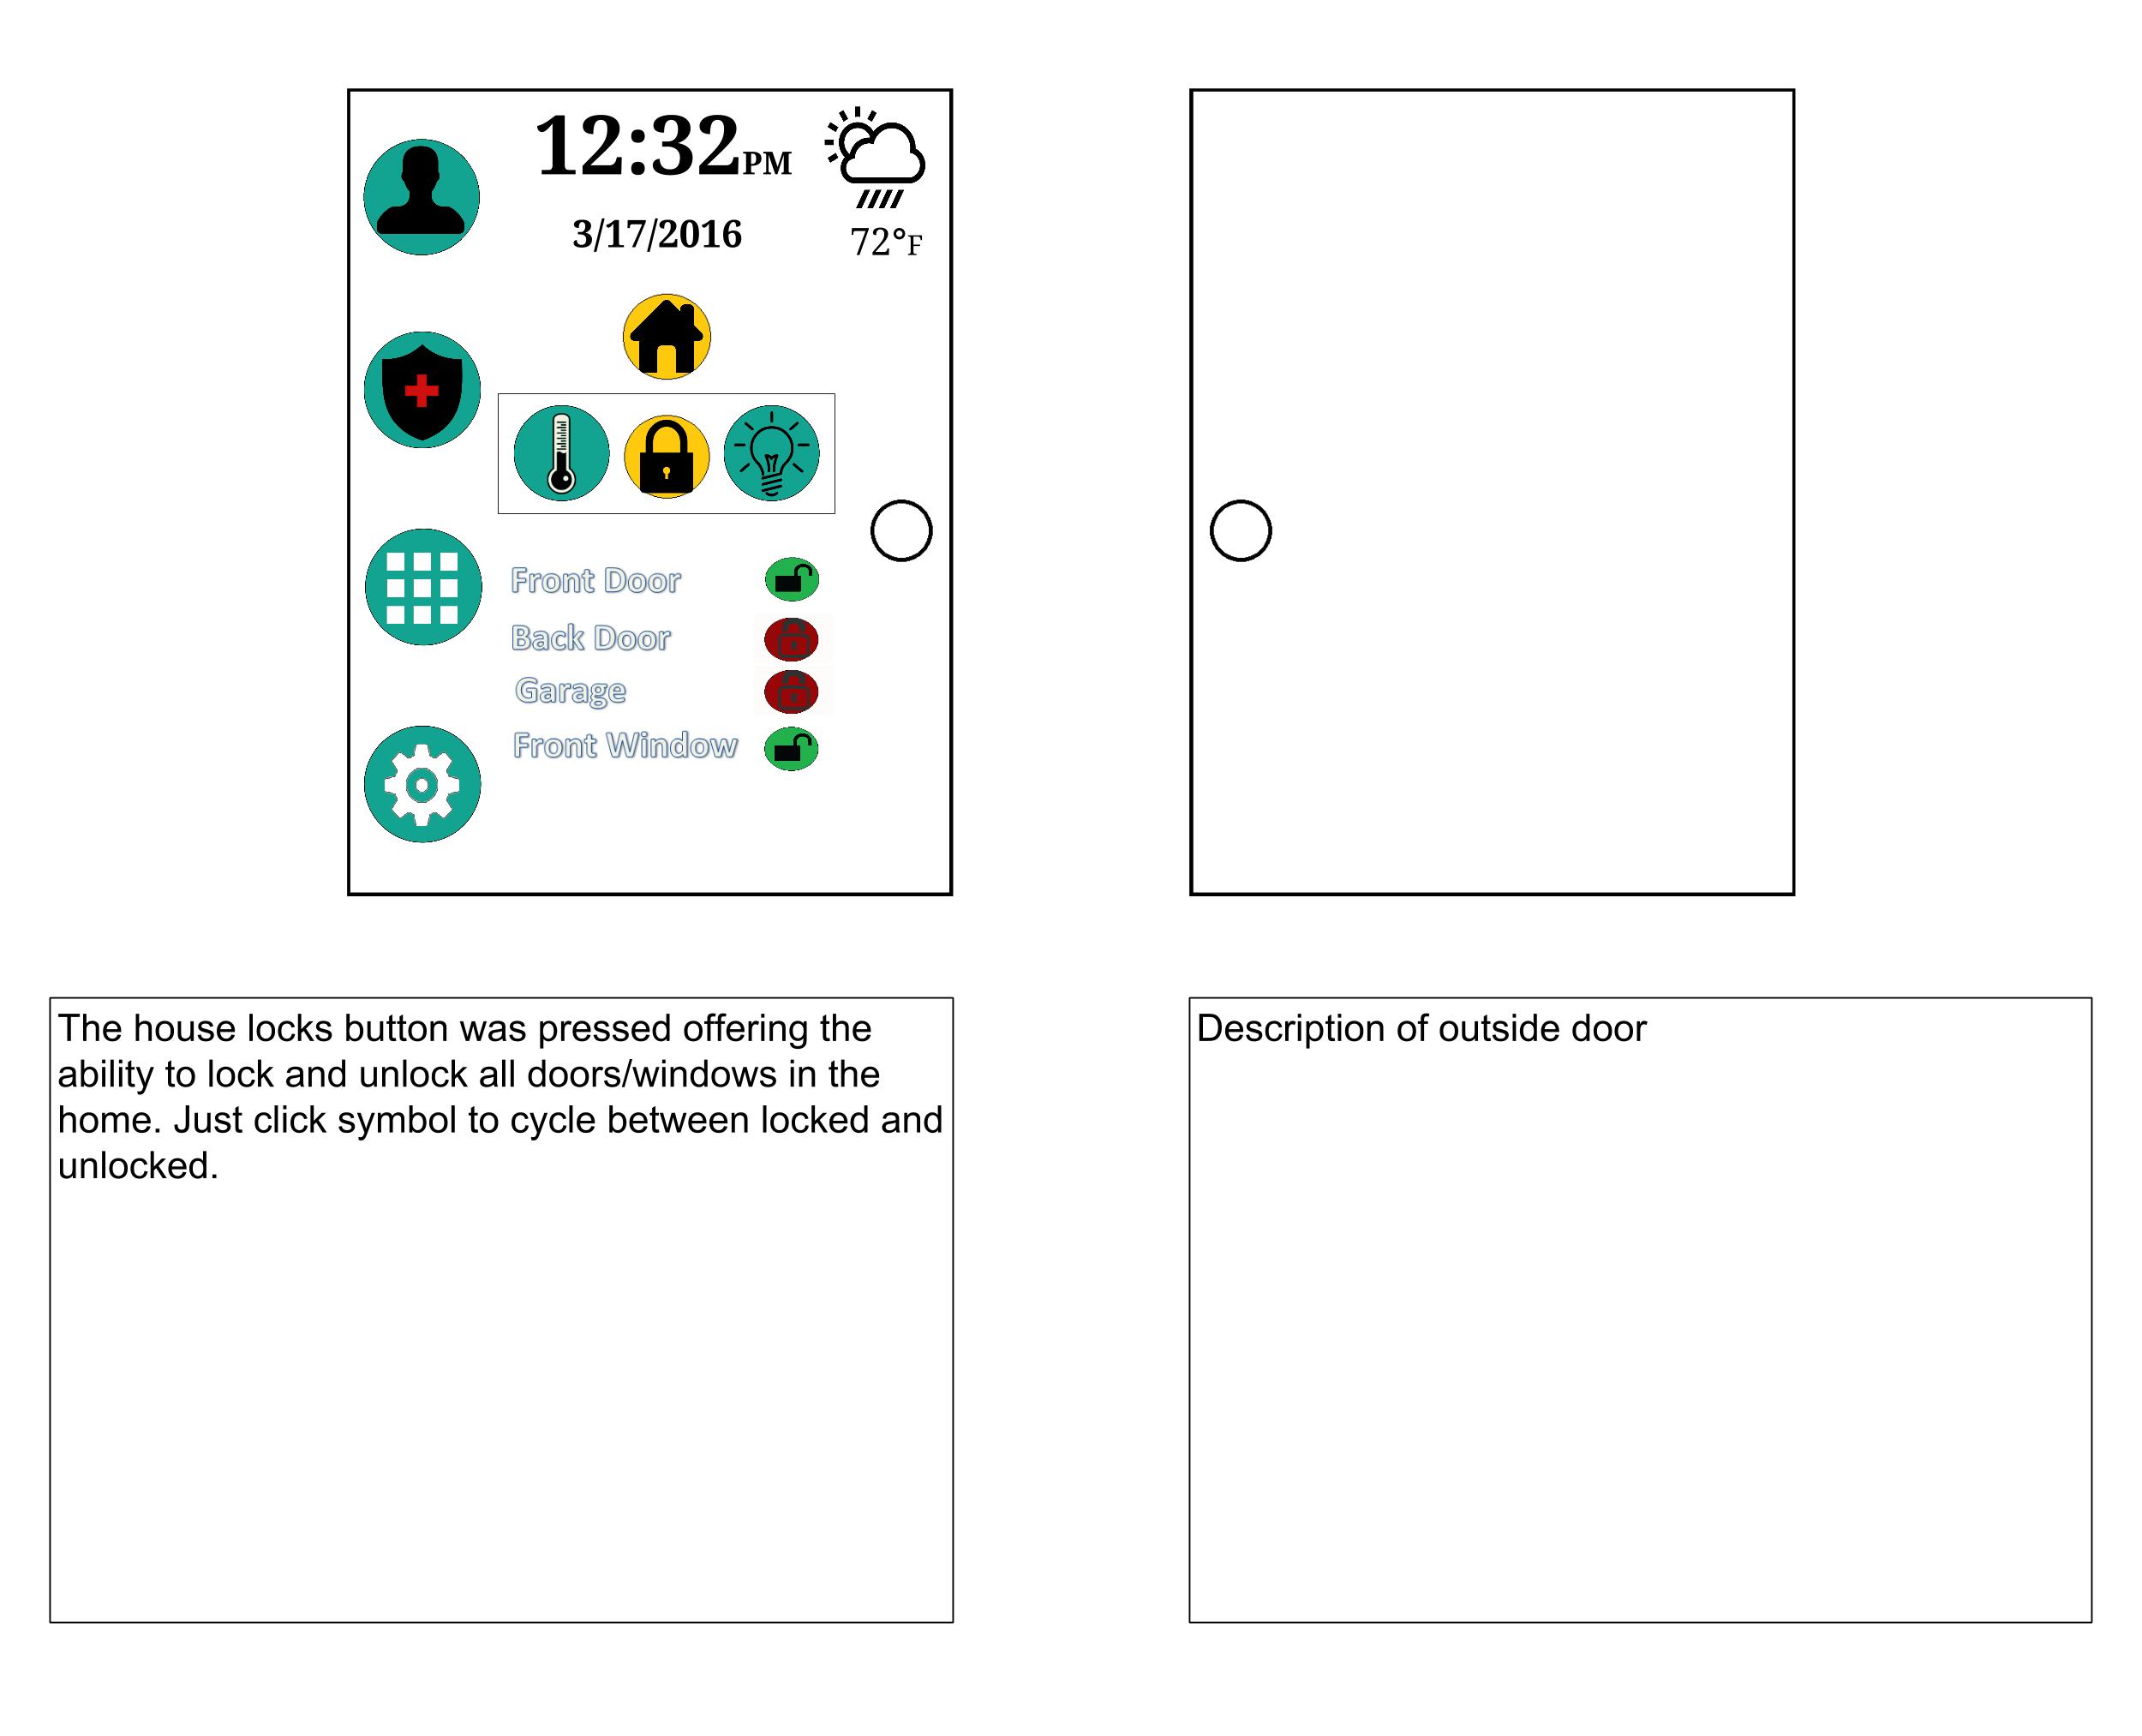 12:32PM
3/17/2016
72°F
Front Door
Back Door
Garage
Front Window
The house locks button was pressed offering the
ability to lock and unlock all doors/windows in the
home. Just click symbol to cycle between locked and
unlocked.
Description of outside door